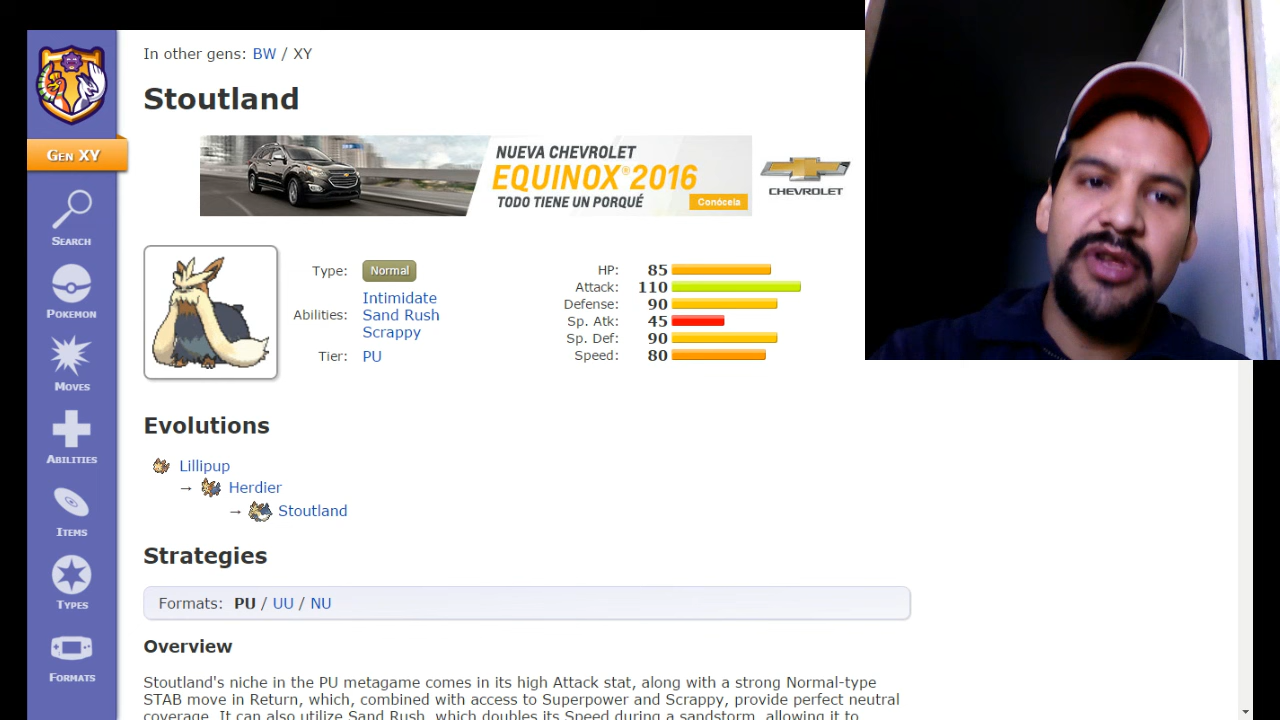 In other gens: BW / XY
Stoutland
GEN XY
NUEVA CHEVROLET
EQUINOX® 2016
TODO TIENE UN PORQUÉ
Conócela
CHEVROLET
SEARCH
POKEMON
MOVES
ABILITIES
ITEMS
TYPES
FORMATS
Type: Normal
Abilities: Intimidate
Sand Rush
Scrappy
Tier: PU
HP: 85
Attack: 110
Defense: 90
Sp. Atk: 45
Sp. Def: 90
Speed: 80
Evolutions
Lillipup
→ Herdier
→ Stoutland
Strategies
Formats: PU / UU / NU
Overview
Stoutland's niche in the PU metagame comes in its high Attack stat, along with a strong Normal-type
STAB move in Return, which, combined with access to Superpower and Scrappy, provide perfect neutral
coverage. It can also utilize Sand Rush, which doubles its Speed during a sandstorm, allowing it to